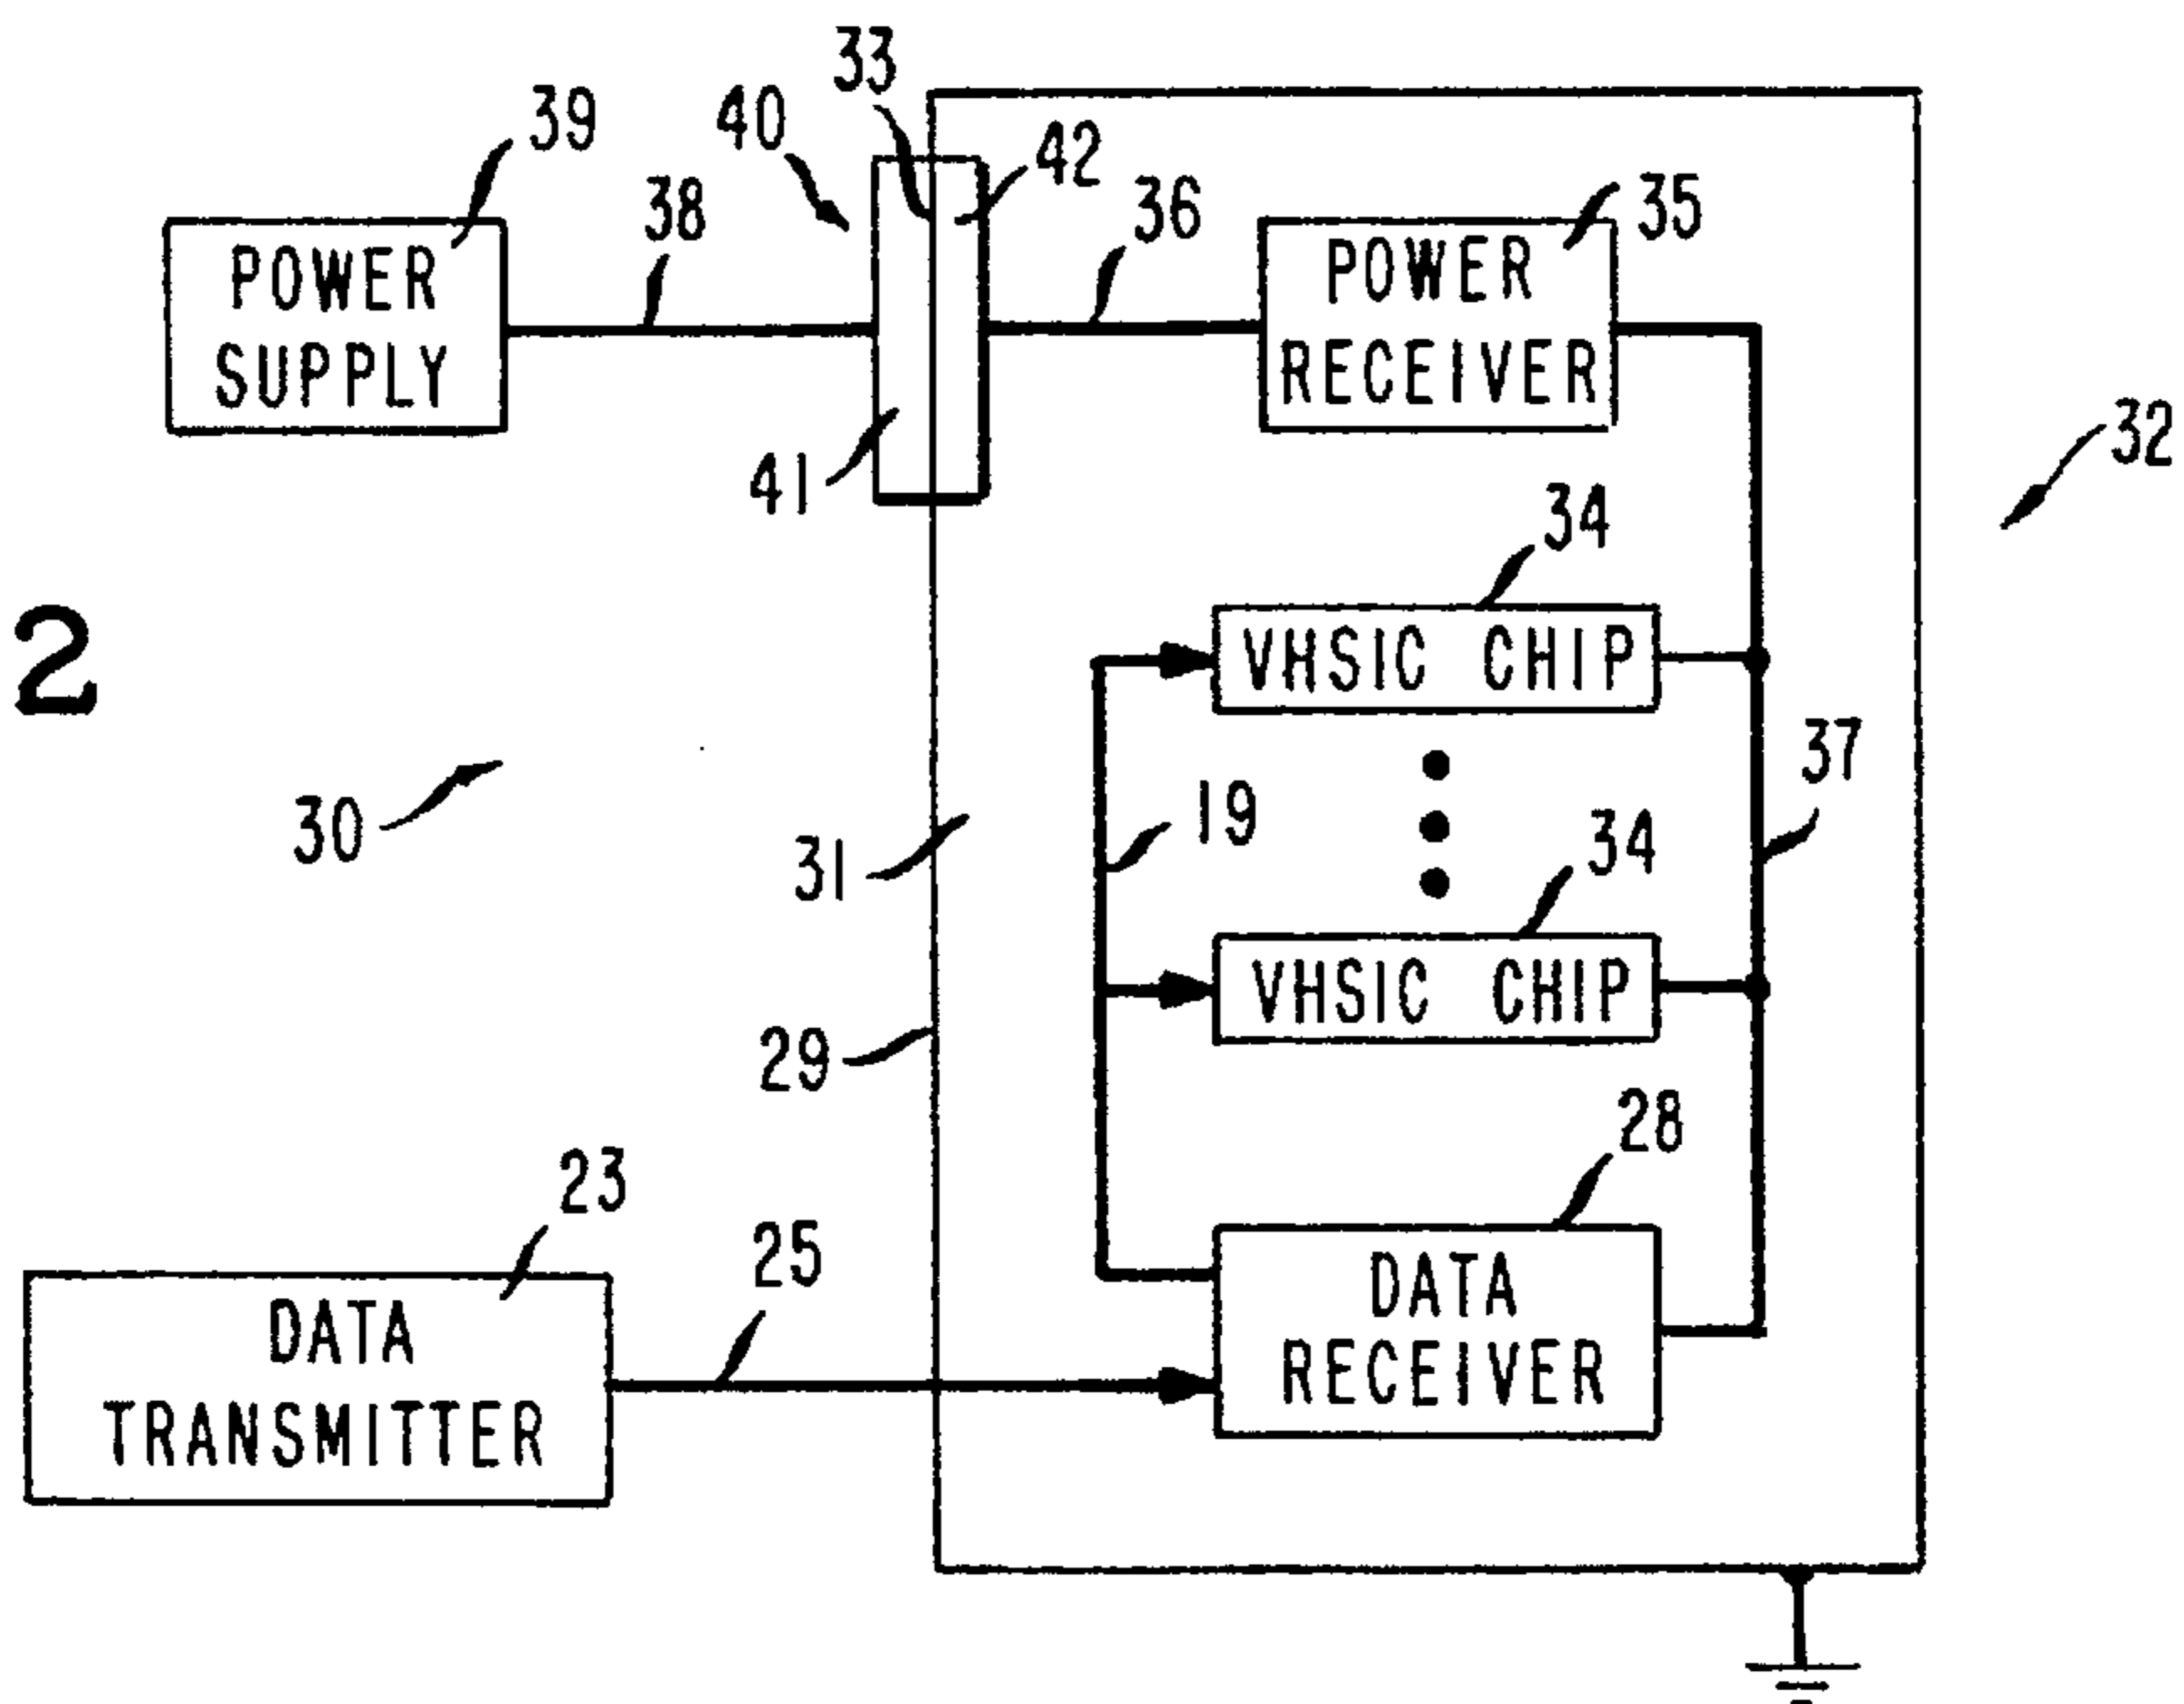 33
39
40
42
38
36
35
POWER
SUPPLY
POWER
RECEIVER
32
41
34
VHSIC CHIP
2
37
30
31
19
34
VHSIC CHIP
29
28
23
25
DATA
TRANSMITTER
DATA
RECEIVER